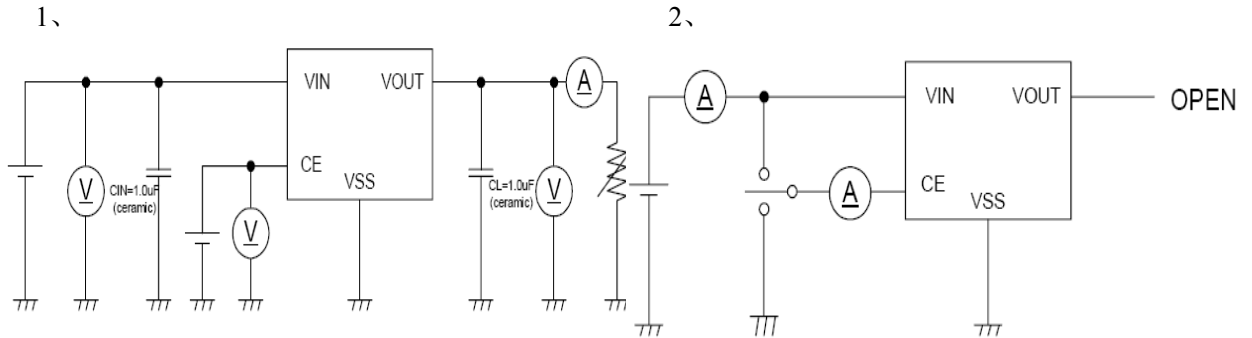 1、
VIN
VOUT
A
CE
VSS
V
CIN=1.0uF
(ceramic)
V
CL=1.0uF
(ceramic)
V
2、
A
VIN
VOUT
OPEN
A
CE
VSS